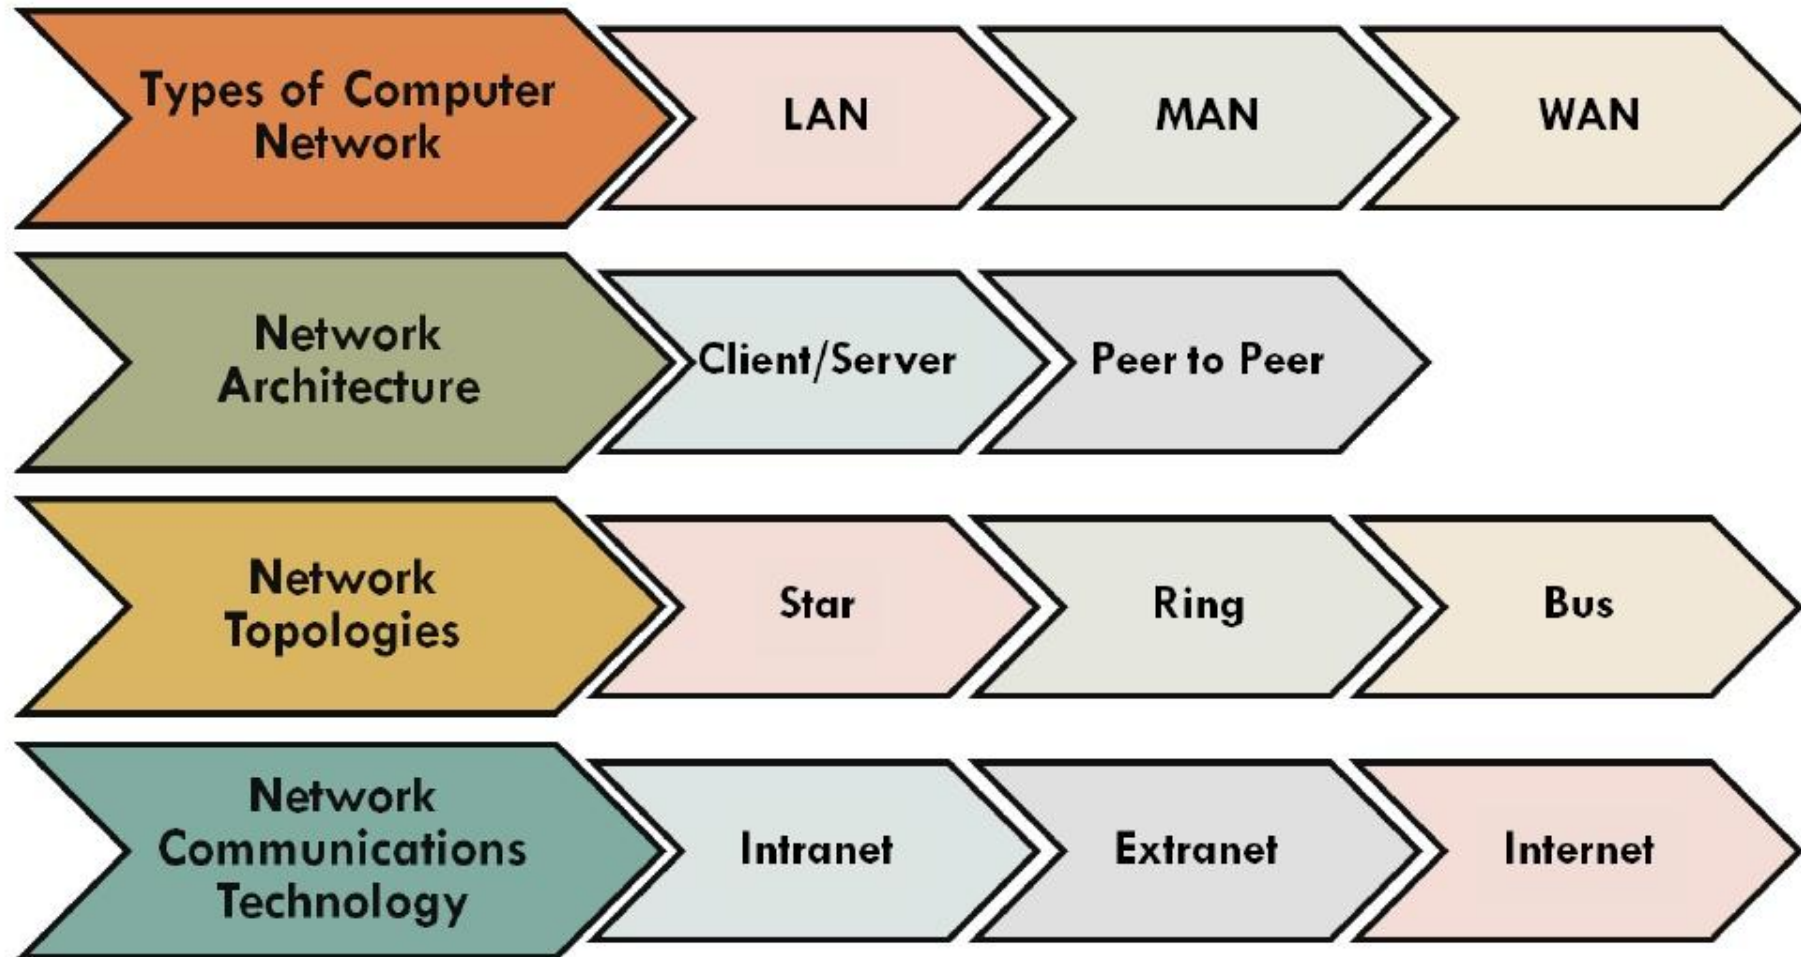 Types of Computer
Network
LAN
MAN
WAN
Network
Architecture
Client/Server
Peer to Peer
Network
Topologies
Star
Ring
Bus
Network
Communications
Technology
Intranet
Extranet
Internet